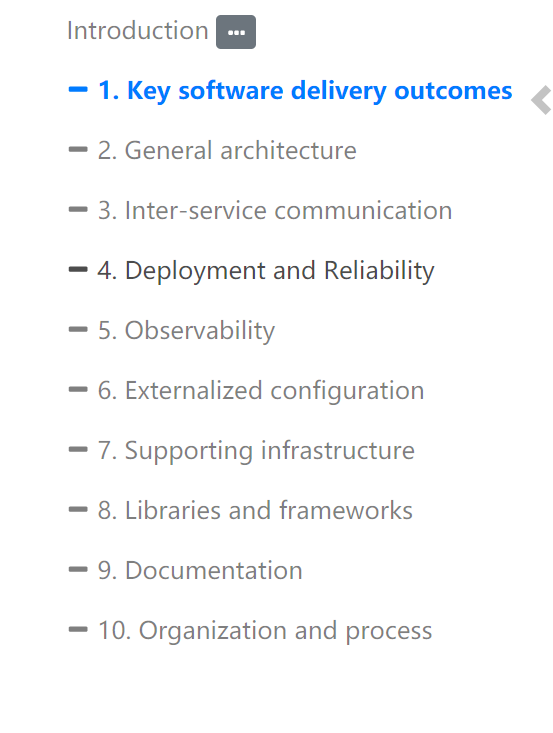 Introduction
1. Key software delivery outcomes
2. General architecture
3. Inter-service communication
4. Deployment and Reliability
5. Observability
6. Externalized configuration
7. Supporting infrastructure
8. Libraries and frameworks
9. Documentation
10. Organization and process